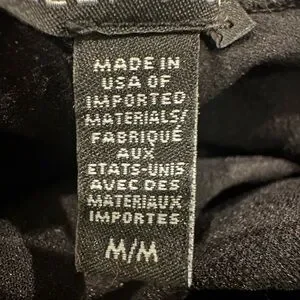 MADE IN
USA OF
IMPORTED
MATERIALS/
FABRIQUÉ
AUX
ETATS-UNIS
AVEC DES
MATERIAUX
IMPORTES
M/M